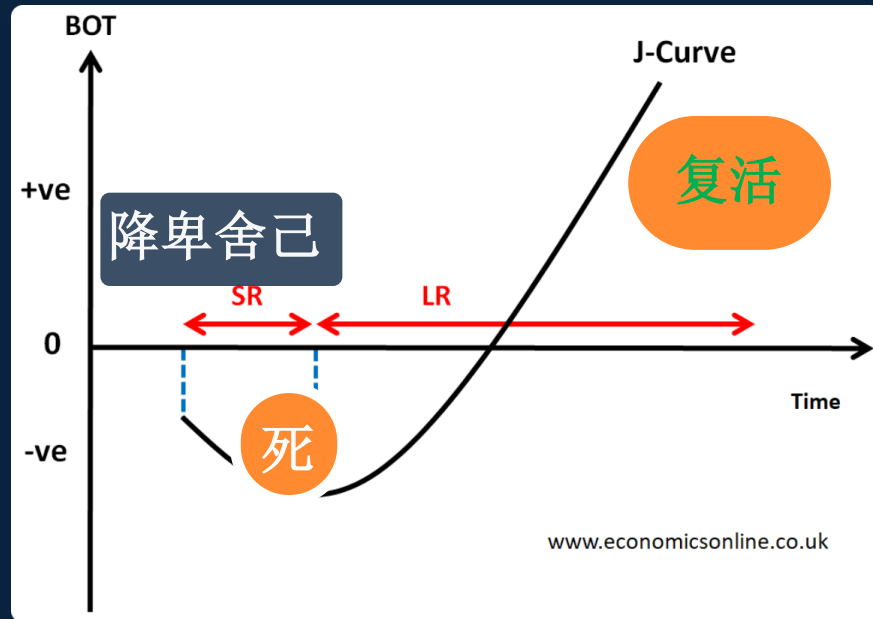 BOT
J-Curve
复活
+ve
降卑舍己
SR
LR
0
Time
死
-ve
www.economicsonline.co.uk